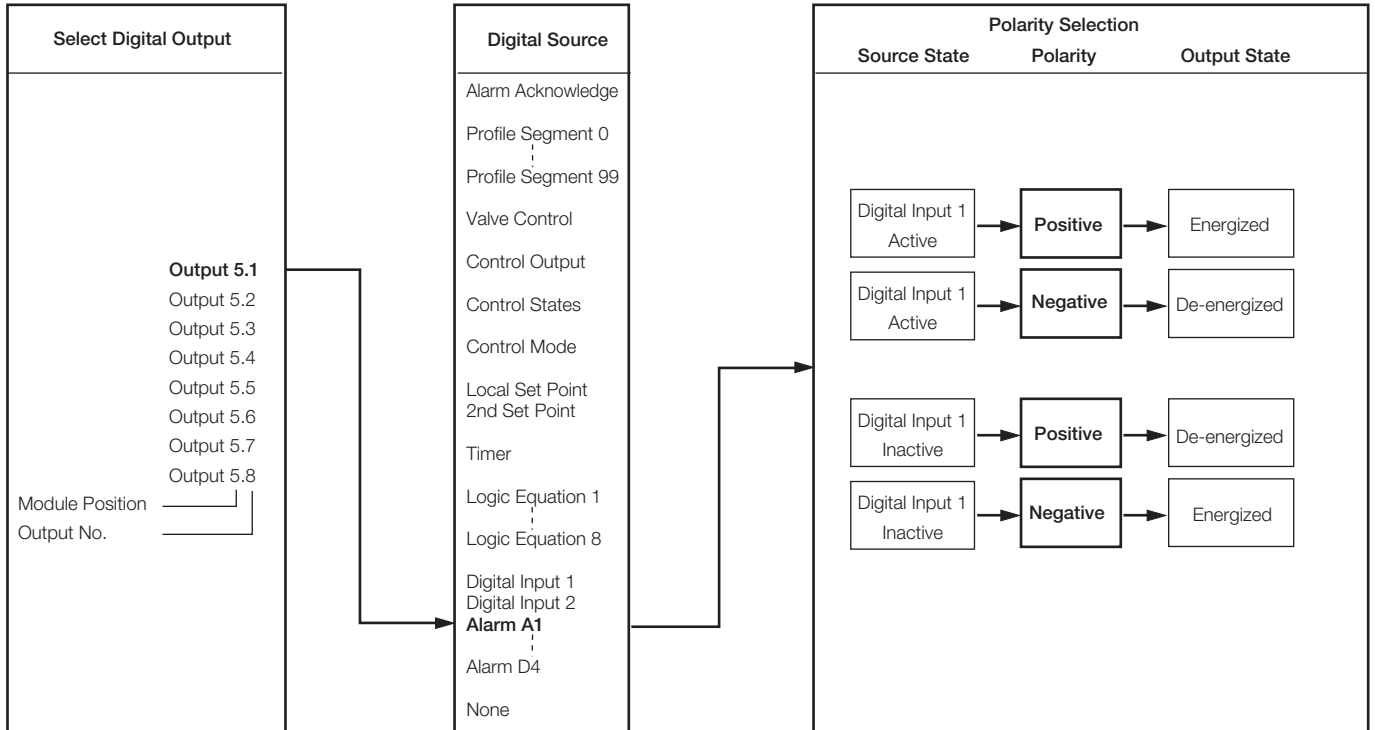 Select Digital Output
Output 5.1
Output 5.2
Output 5.3
Output 5.4
Output 5.5
Output 5.6
Output 5.7
Output 5.8
Module Position
Output No.
Digital Source
Alarm Acknowledge
Profile Segment 0
Profile Segment 99
Valve Control
Control Output
Control States
Control Mode
Local Set Point
2nd Set Point
Timer
Logic Equation 1
Logic Equation 8
Digital Input 1
Digital Input 2
Alarm A1
Alarm D4
None
Polarity Selection
Source State Polarity Output State
Digital Input 1
Active
Positive
Energized
Digital Input 1
Active
Negative
De-energized
Digital Input 1
Inactive
Positive
De-energized
Digital Input 1
Inactive
Negative
Energized